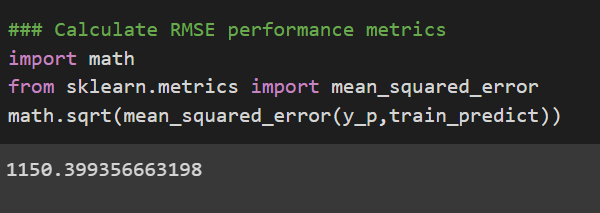 ### Calculate RMSE performance metrics
import math
from sklearn.metrics import mean_squared_error
math.sqrt(mean_squared_error(y_p,train_predict))
1150.399356663198